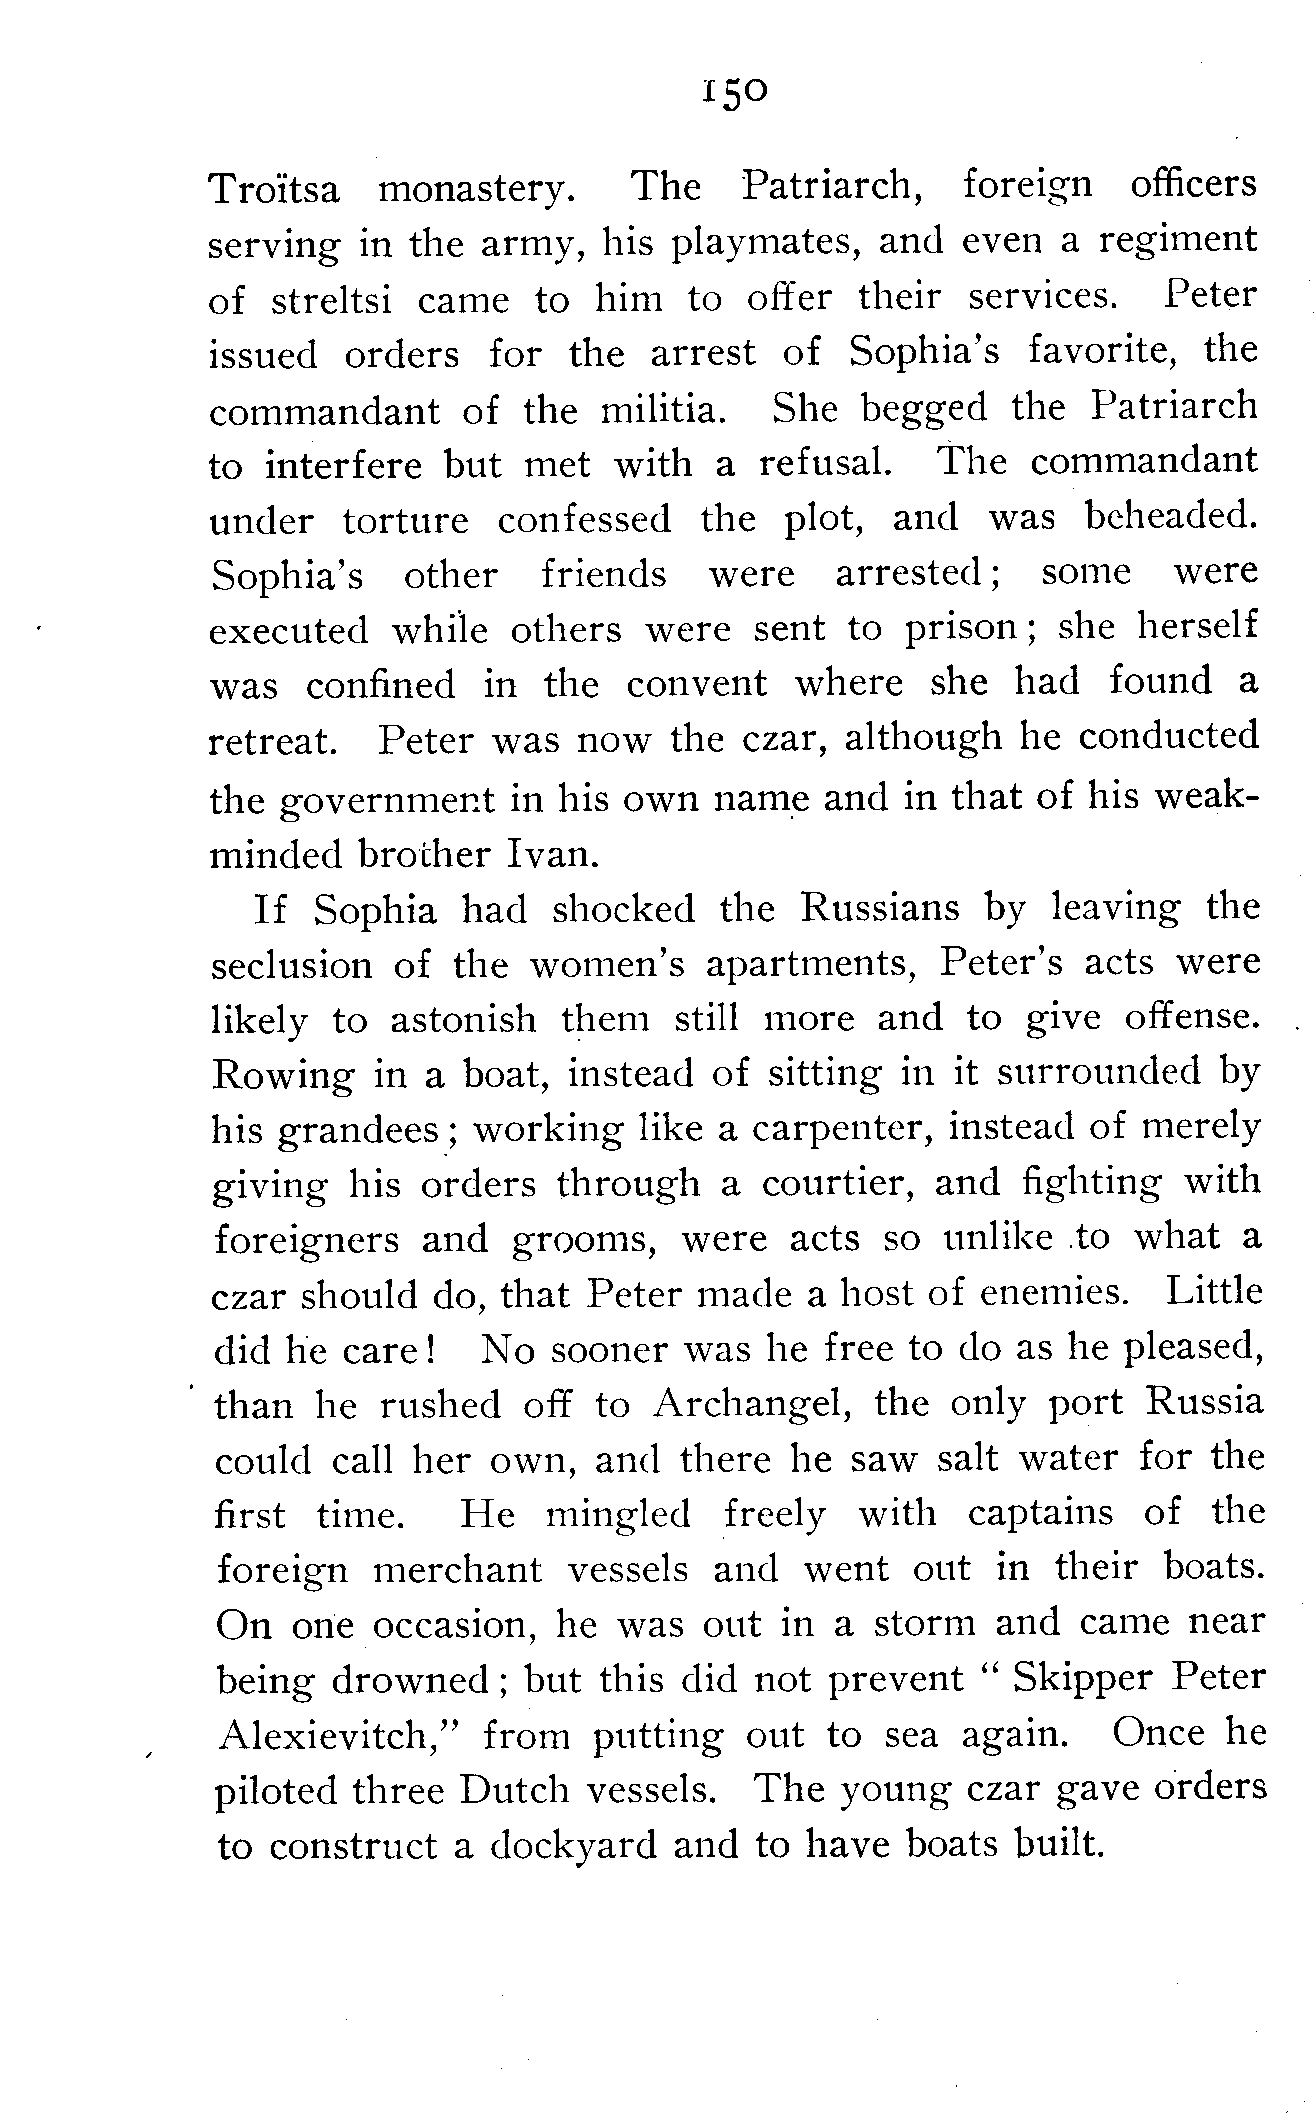 150
Troïtsa monastery. The Patriarch, foreign officers
serving in the army, his playmates, and even a regiment
of streltsi came to him to offer their services. Peter
issued orders for the arrest of Sophia's favorite, the
commandant of the militia. She begged the Patriarch
to interfere but met with a refusal. The commandant
under torture confessed the plot, and was beheaded.
Sophia's other friends were arrested; some were
executed while others were sent to prison; she herself
was confined in the convent where she had found a
retreat. Peter was now the czar, although he conducted
the government in his own name and in that of his weak-
minded brother Ivan.
If Sophia had shocked the Russians by leaving the
seclusion of the women's apartments, Peter's acts were
likely to astonish them still more and to give offense.
Rowing in a boat, instead of sitting in it surrounded by
his grandees; working like a carpenter, instead of merely
giving his orders through a courtier, and fighting with
foreigners and grooms, were acts so unlike to what a
czar should do, that Peter made a host of enemies. Little
did he care! No sooner was he free to do as he pleased,
than he rushed off to Archangel, the only port Russia
could call her own, and there he saw salt water for the
first time. He mingled freely with captains of the
foreign merchant vessels and went out in their boats.
On one occasion, he was out in a storm and came near
being drowned; but this did not prevent "Skipper Peter
Alexievitch," from putting out to sea again. Once he
piloted three Dutch vessels. The young czar gave orders
to construct a dockyard and to have boats built.